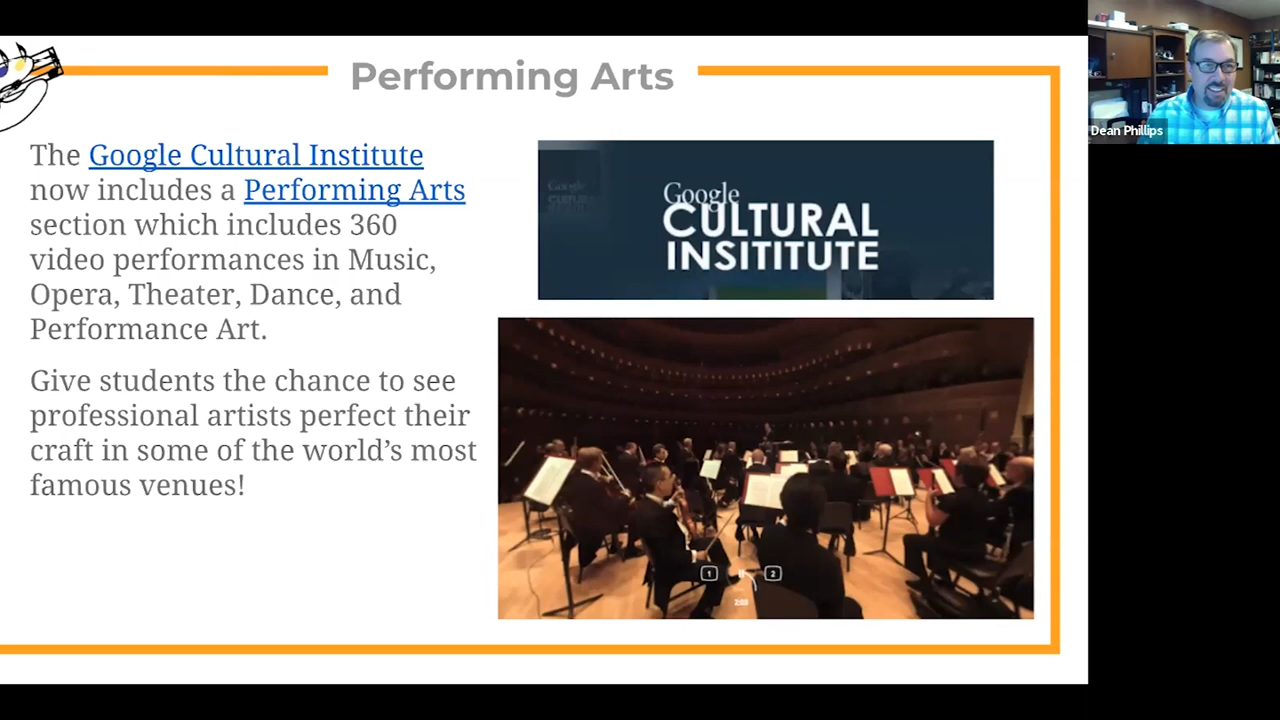 Performing Arts
The Google Cultural Institute
now includes a Performing Arts
section which includes 360
video performances in Music,
Opera, Theater, Dance, and
Performance Art.
Give students the chance to see
professional artists perfect their
craft in some of the world's most
famous venues!
Google
CULTURAL
INSITITUTE
1
2
Dean Phillips